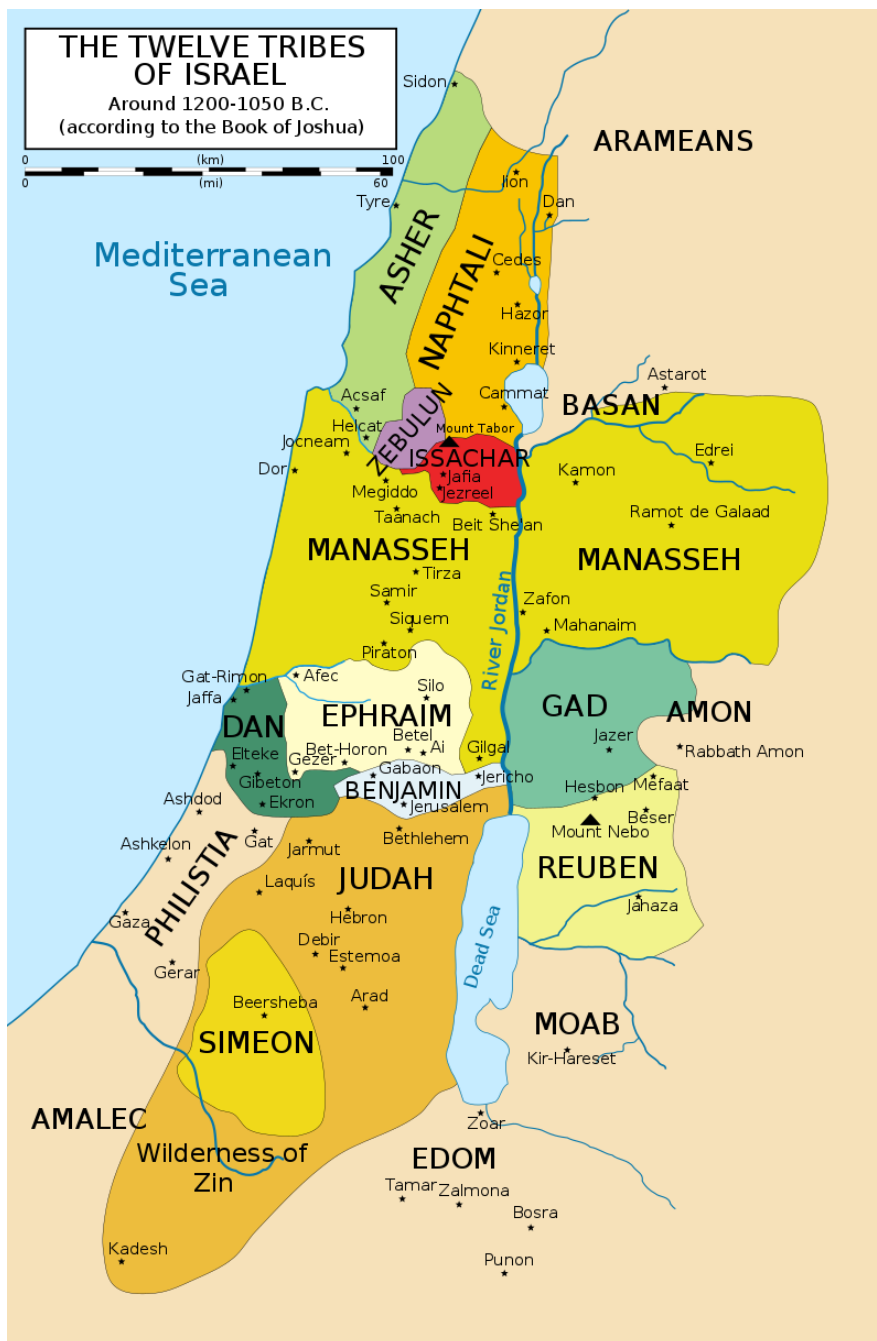 THE TWELVE TRIBES
OF ISRAEL
Around 1200-1050 B.C.
(according to the Book of Joshua)
0 (km) 100
0 (mi) 60
Sidon
ARAMEANS
Ijon
Tyre
Dan
ASHER
Mediterranean
Sea
NAPHTALI
Cedes
Hazor
Kinneret
Astarot
Acsaf
Cammat
BASAN
ZEBULUN
Helcat
Mount Tabor
Jocneam
ISSACHAR
Edrei
Dor
Jafia
Kamon
Megiddo
Jezreel
Taanach
Beit She'an
Ramot de Galaad
MANASSEH
MANASSEH
Tirza
River Jordan
Samir
Zafon
Siquem
Mahanaim
Piraton
Gat-Rimon
Afec
Jaffa
Silo
GAD
AMON
DAN
EPHRAIM
Betel
Ai
Gilgal
Jazer
Rabbath Amon
Elteke
Bet-Horon
Gezer
Gabaon
Jericho
Gibeton
Hesbon
Mefaat
BENJAMIN
Ekron
Jerusalem
Ashdod
Beser
Mount Nebo
Gat
Bethlehem
Ashkelon
Jarmut
PHILISTIA
REUBEN
Laquís
JUDAH
Jahaza
Gaza
Hebron
Debir
Dead Sea
Estemoa
Gerar
Beersheba
Arad
MOAB
SIMEON
Kir-Hareset
AMALEC
Zoar
Wilderness of
Zin
EDOM
Tamar
Zalmona
Bosra
Kadesh
Punon